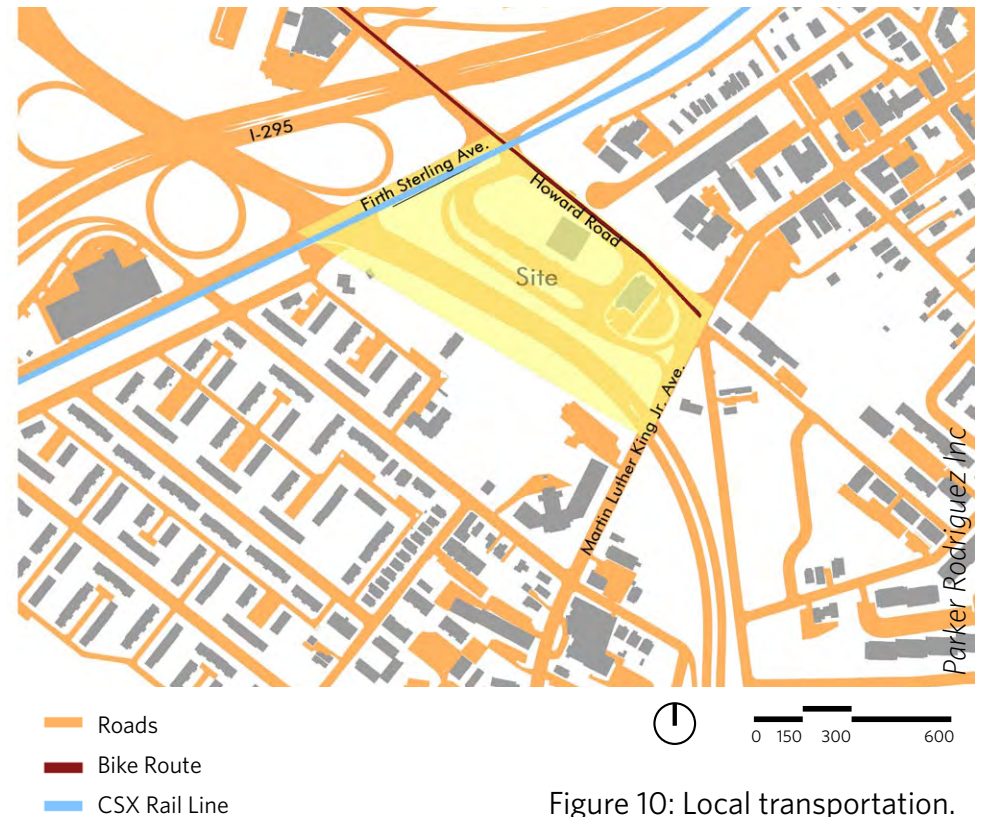 I-295
Firth Sterling Ave.
Howard Road
Site
Martin Luther King Jr. Ave.
Parker Rodriguez Inc
Roads
Bike Route
CSX Rail Line
0 150 300 600
Figure 10: Local transportation.